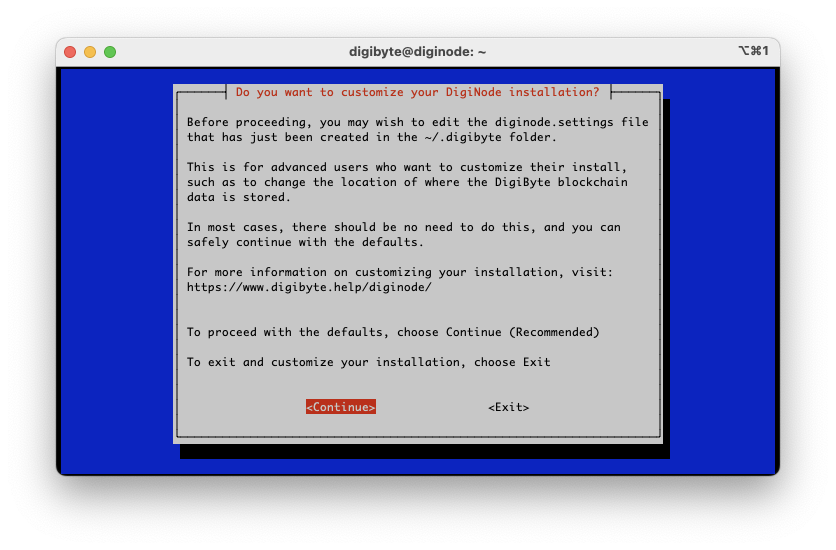 digibyte@diginode: ~
⌥⌘1
Do you want to customize your DigiNode installation?
Before proceeding, you may wish to edit the diginode.settings file
that has just been created in the ~/.digibyte folder.
This is for advanced users who want to customize their install,
such as to change the location of where the DigiByte blockchain
data is stored.
In most cases, there should be no need to do this, and you can
safely continue with the defaults.
For more information on customizing your installation, visit:
https://www.digibyte.help/diginode/
To proceed with the defaults, choose Continue (Recommended)
To exit and customize your installation, choose Exit
<Continue> <Exit>